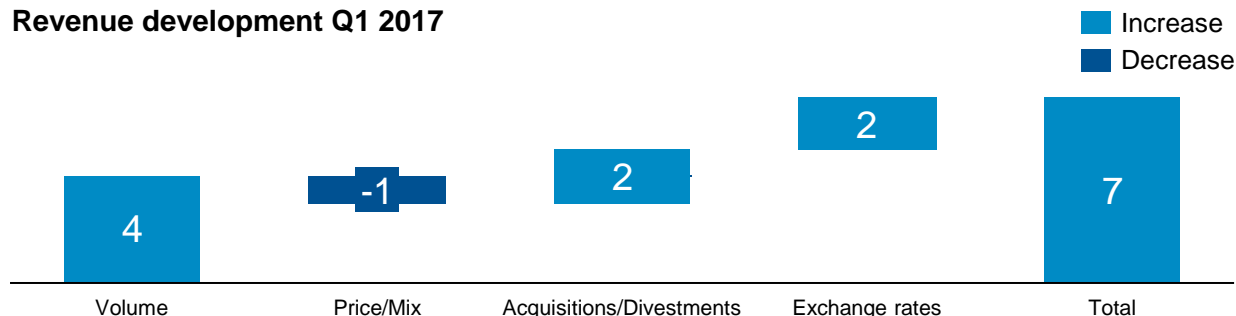 Revenue development Q1 2017
Increase
Decrease
4
-1
2
2
7
Volume
Price/Mix
Acquisitions/Divestments
Exchange rates
Total